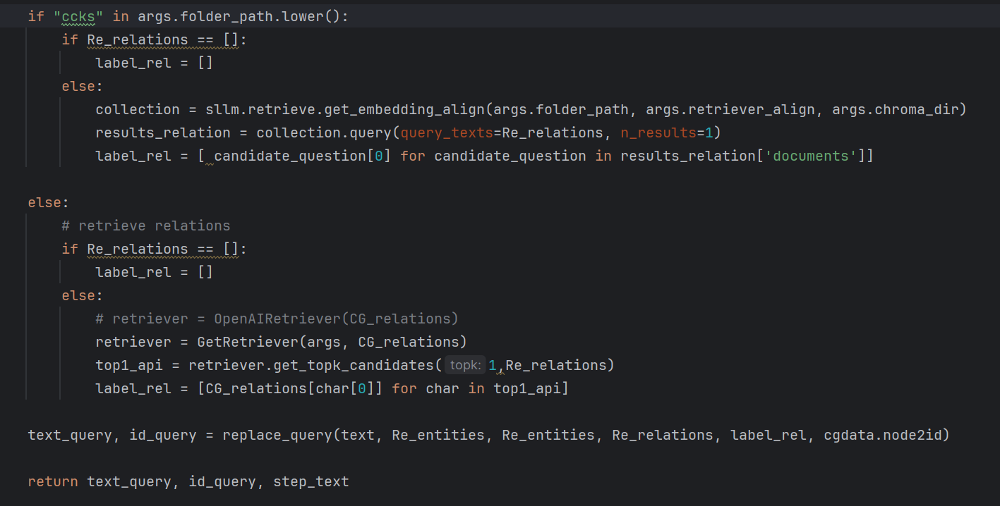 if "ccks" in args.folder_path.lower():
    if Re_relations == []:
        label_rel = []
    else:
        collection = sllm.retrieve.get_embedding_align(args.folder_path, args.retriever_align, args.chroma_dir)
        results_relation = collection.query(query_texts=Re_relations, n_results=1)
        label_rel = [ candidate_question[0] for candidate_question in results_relation['documents']]

else:
    # retrieve relations
    if Re_relations == []:
        label_rel = []
    else:
        # retriever = OpenAIRetriever(CG_relations)
        retriever = GetRetriever(args, CG_relations)
        top1_api = retriever.get_topk_candidates( topk: 1,Re_relations)
        label_rel = [CG_relations[char[0]] for char in top1_api]

text_query, id_query = replace_query(text, Re_entities, Re_entities, Re_relations, label_rel, cgdata.node2id)

return text_query, id_query, step_text